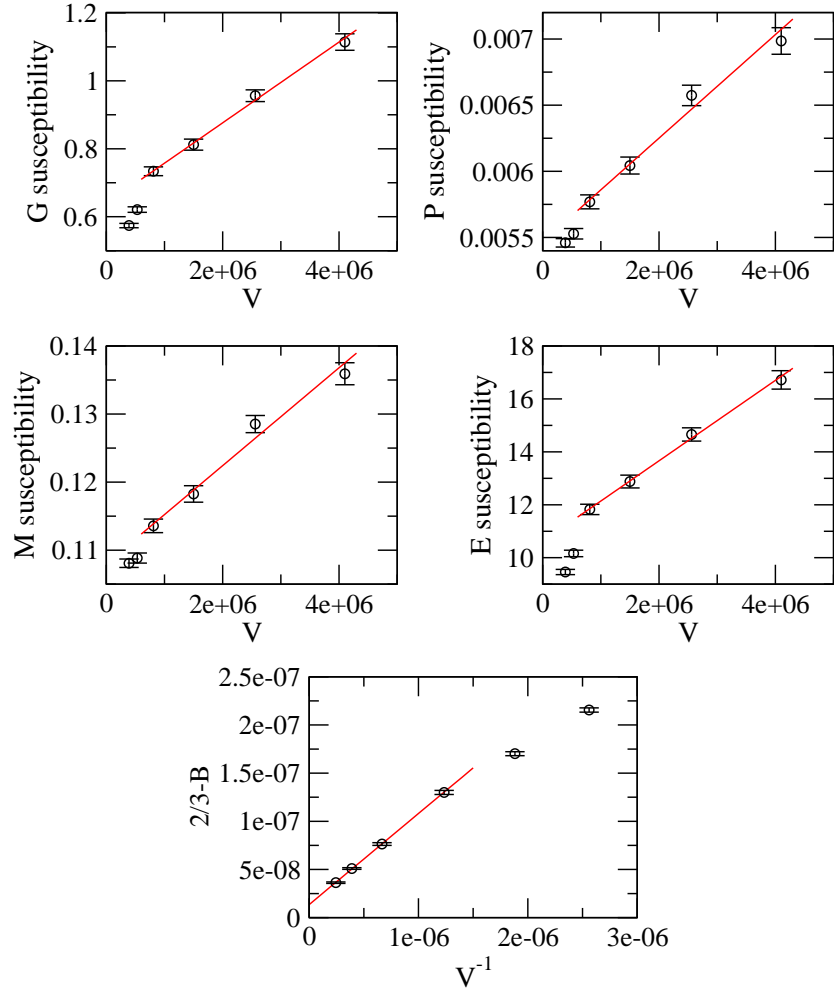 1.2
1
0.8
0.6
G susceptibility
0 2e+06 4e+06
V
0.007
0.0065
0.006
0.0055
P susceptibility
0 2e+06 4e+06
V
0.14
0.13
0.12
0.11
M susceptibility
0 2e+06 4e+06
V
18
16
14
12
10
E susceptibility
0 2e+06 4e+06
V
2.5e-07
2e-07
1.5e-07
1e-07
5e-08
0
2/3-B
0 1e-06 2e-06 3e-06
V⁻¹